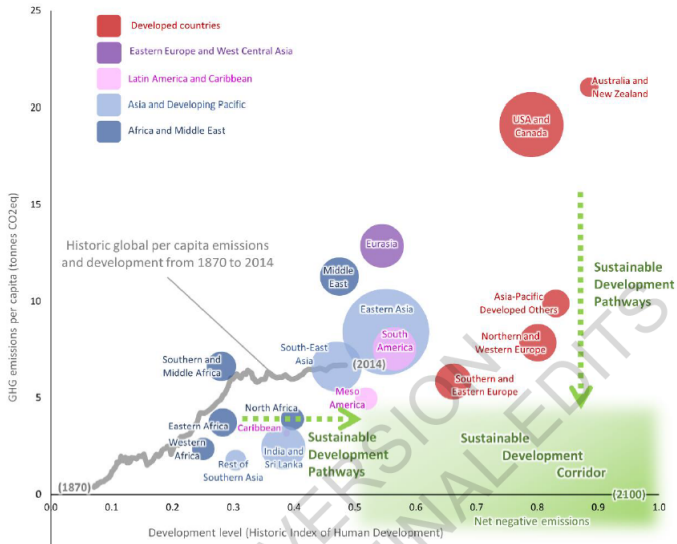 25
20
15
10
5
0
GHG emissions per capita (tonnes CO2eq)
Developed countries
Eastern Europe and West Central Asia
Latin America and Caribbean
Asia and Developing Pacific
Africa and Middle East
Historic global per capita emissions
and development from 1870 to 2014
Australia and
New Zealand
USA and
Canada
Eurasia
Middle
East
Sustainable
Development
Pathways
Eastern Asia
Asia-Pacific
Developed Others
South
America
Northern and
Western Europe
South-East
Asia
(2014)
Southern and
Middle Africa
Southern and
Eastern Europe
Meso
America
North Africa
Eastern Africa
Caribbean
Western
Africa
India and
Sri Lanka
Rest of
Southern Asia
Sustainable
Development
Pathways
Sustainable
Development
Corridor
(1870)
(2100)
0.0 0.1 0.2 0.3 0.4 0.5 0.6 0.7 0.8 0.9 1.0
Net negative emissions
Development level (Historic Index of Human Development)
VERSION
FINAL EDITS